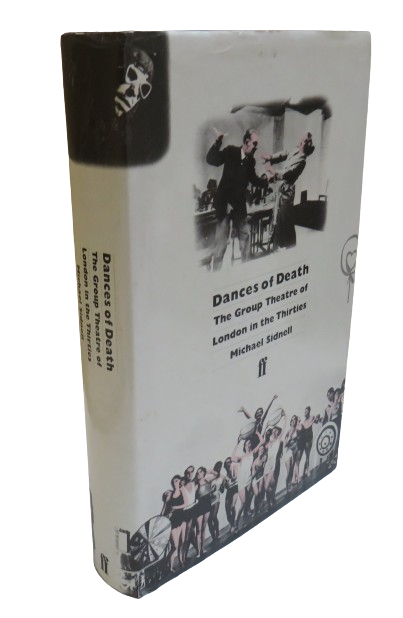 Dances of Death
The Group Theatre of
London in the Thirties
Michael Sidnell
ff
Dances of Death
The Group Theatre of
London in the Thirties
Michael Sidnell
ff